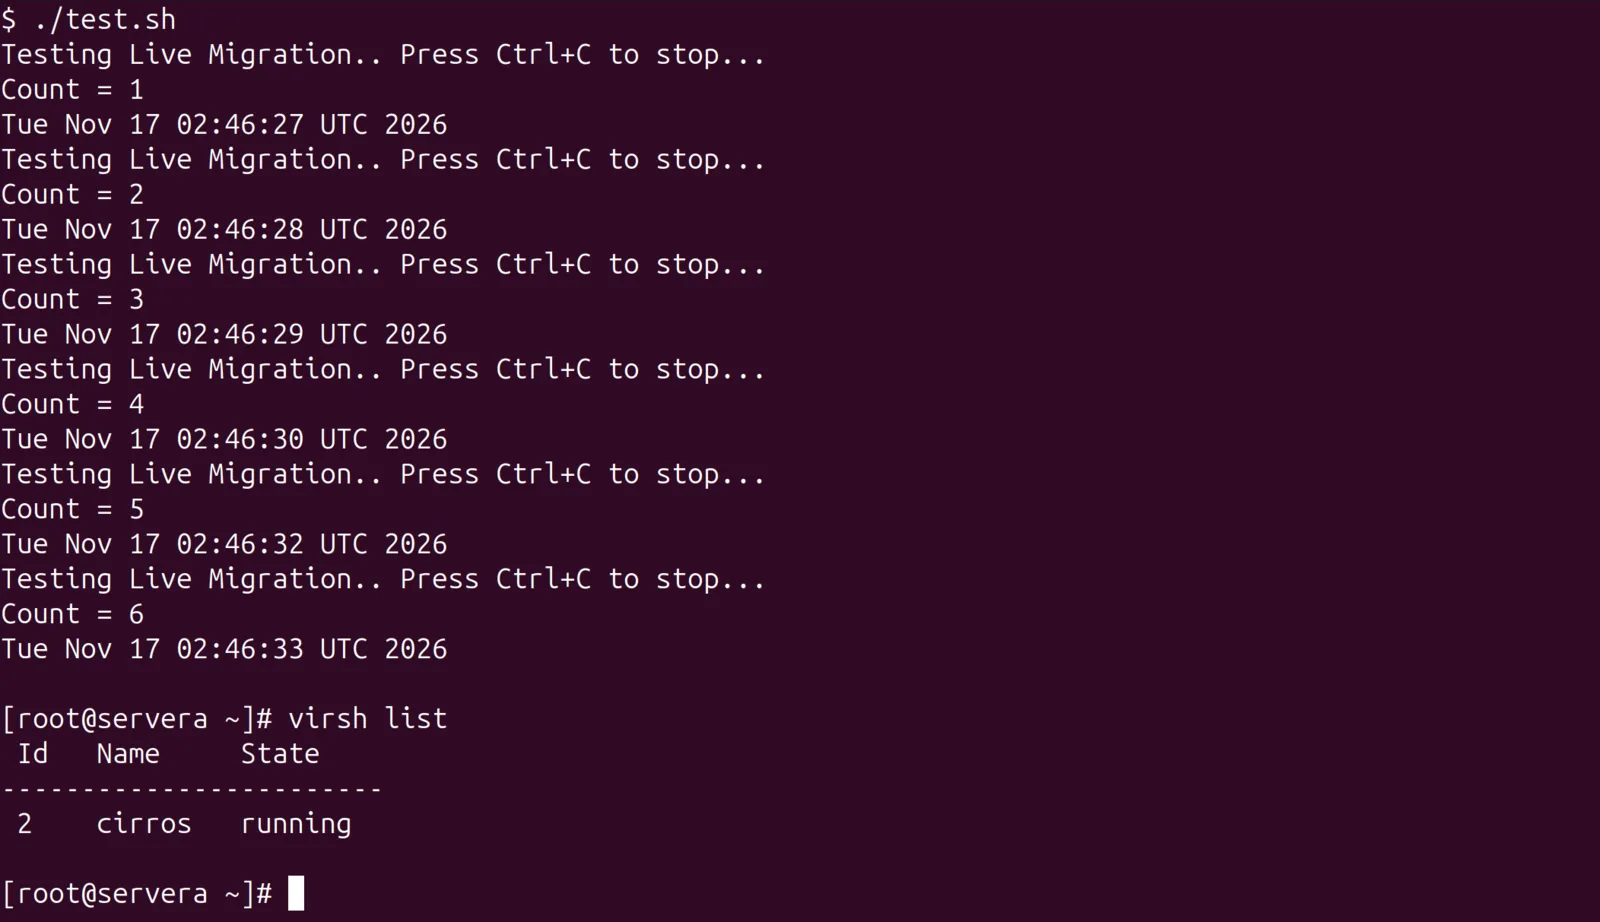 $ ./test.sh
Testing Live Migration.. Press Ctrl+C to stop...
Count = 1
Tue Nov 17 02:46:27 UTC 2026
Testing Live Migration.. Press Ctrl+C to stop...
Count = 2
Tue Nov 17 02:46:28 UTC 2026
Testing Live Migration.. Press Ctrl+C to stop...
Count = 3
Tue Nov 17 02:46:29 UTC 2026
Testing Live Migration.. Press Ctrl+C to stop...
Count = 4
Tue Nov 17 02:46:30 UTC 2026
Testing Live Migration.. Press Ctrl+C to stop...
Count = 5
Tue Nov 17 02:46:32 UTC 2026
Testing Live Migration.. Press Ctrl+C to stop...
Count = 6
Tue Nov 17 02:46:33 UTC 2026

[root@servera ~]# virsh list
 Id   Name     State
------------------------
 2    cirros   running

[root@servera ~]#